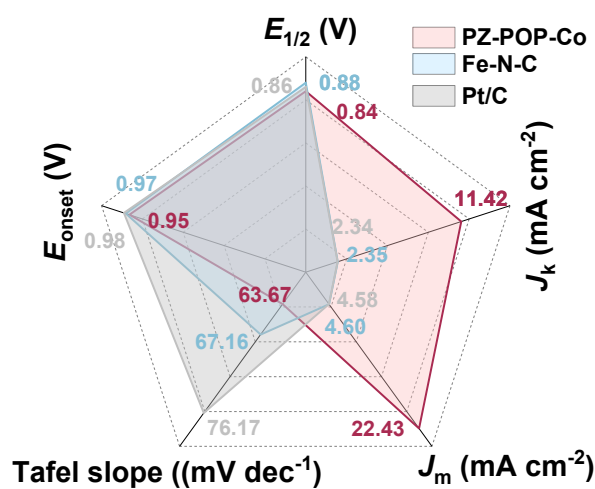 E1/2 (V)
PZ-POP-Co
Fe-N-C
Pt/C
0.86
0.88
0.84
Jk (mA cm-2)
11.42
Eonset (V)
0.97
0.95
0.98
2.34
2.35
63.67
4.58
4.60
67.16
76.17
22.43
Tafel slope ((mV dec-1)
Jm (mA cm-2)